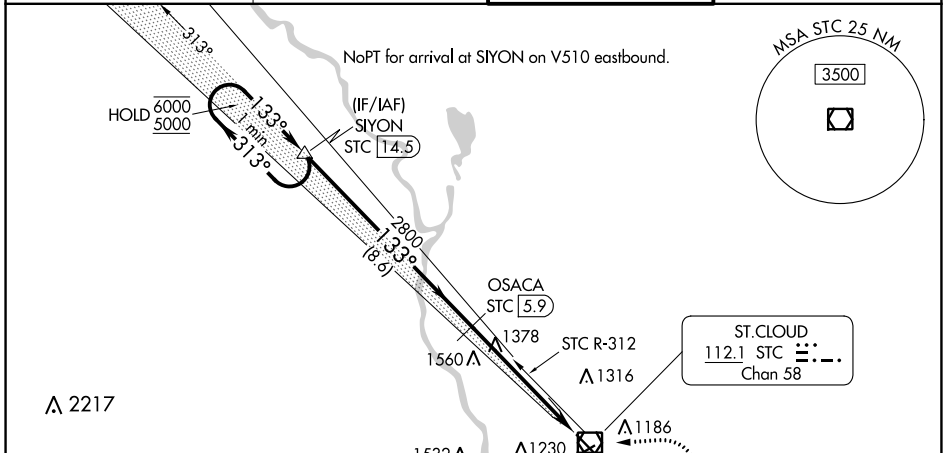 313°
NoPT for arrival at SIYON on V510 eastbound.
MSA STC 25 NM
3500
HOLD 6000
5000
133°
1 min
313°
(IF/IAF)
SIYON
STC 14.5
2800
133°
(8.6)
OSACA
STC 5.9
1378
1560
STC R-312
1316
ST.CLOUD
112.1 STC
Chan 58
2217
1186
1230
1532